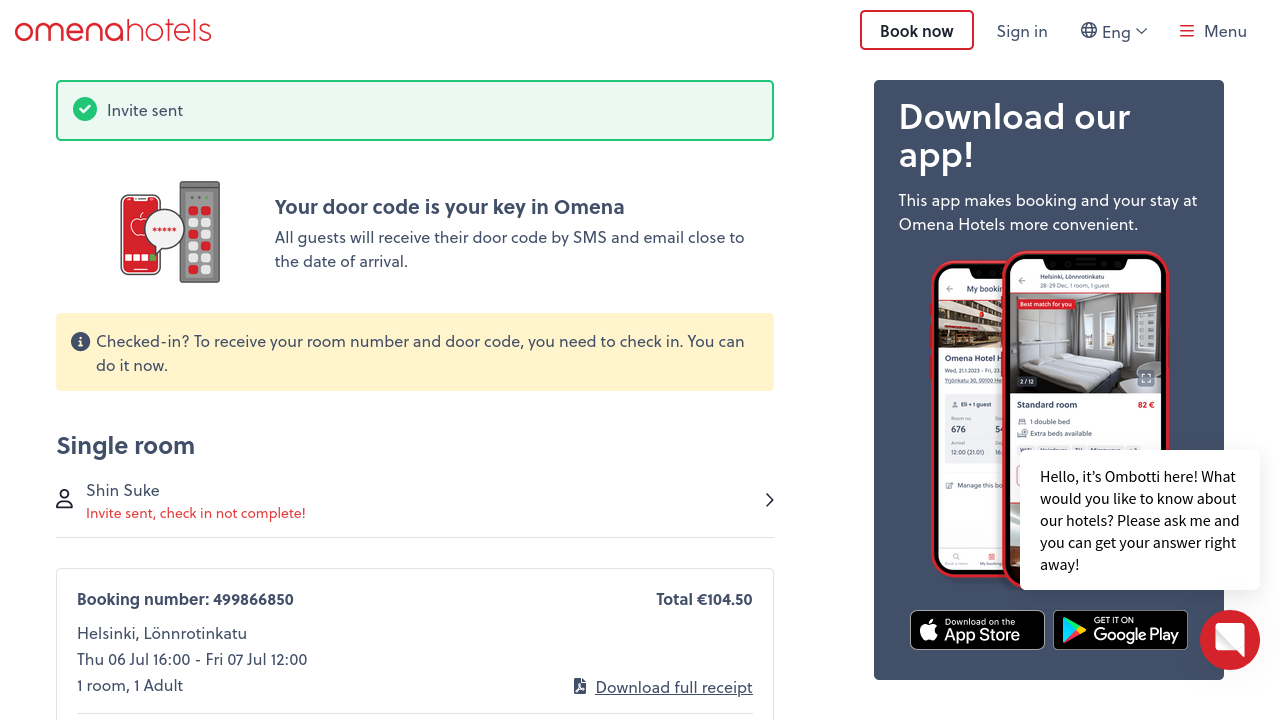 omenahotels
Book now
Sign in
Eng
Menu
Invite sent
Your door code is your key in Omena
All guests will receive their door code by SMS and email close to
the date of arrival.
*****
Checked-in? To receive your room number and door code, you need to check in. You can
do it now.
Single room
Shin Suke
Invite sent, check in not complete!
Booking number: 499866850
Total €104.50
Helsinki, Lönnrotinkatu
Thu 06 Jul 16:00 - Fri 07 Jul 12:00
1 room, 1 Adult
Download full receipt
Download our
app!
This app makes booking and your stay at
Omena Hotels more convenient.
My bookin
Omena Hotel H
Wed, 21.1.2023 - Fri, 23.
Yrjönkatu 30, 00100 He
Eli + 1 guest
Room no.
676
Arrival
12:00 (21.01)
Manage this bo
Helsinki, Lönnrotinkatu
28-29 Dec, 1 room, 1 guest
Best match for you
2 / 12
Standard room
82 €
1 double bed
Extra beds available
Hello, it's Ombotti here! What
would you like to know about
our hotels? Please ask me and
you can get your answer right
away!
Download on the
App Store
GET IT ON
Google Play